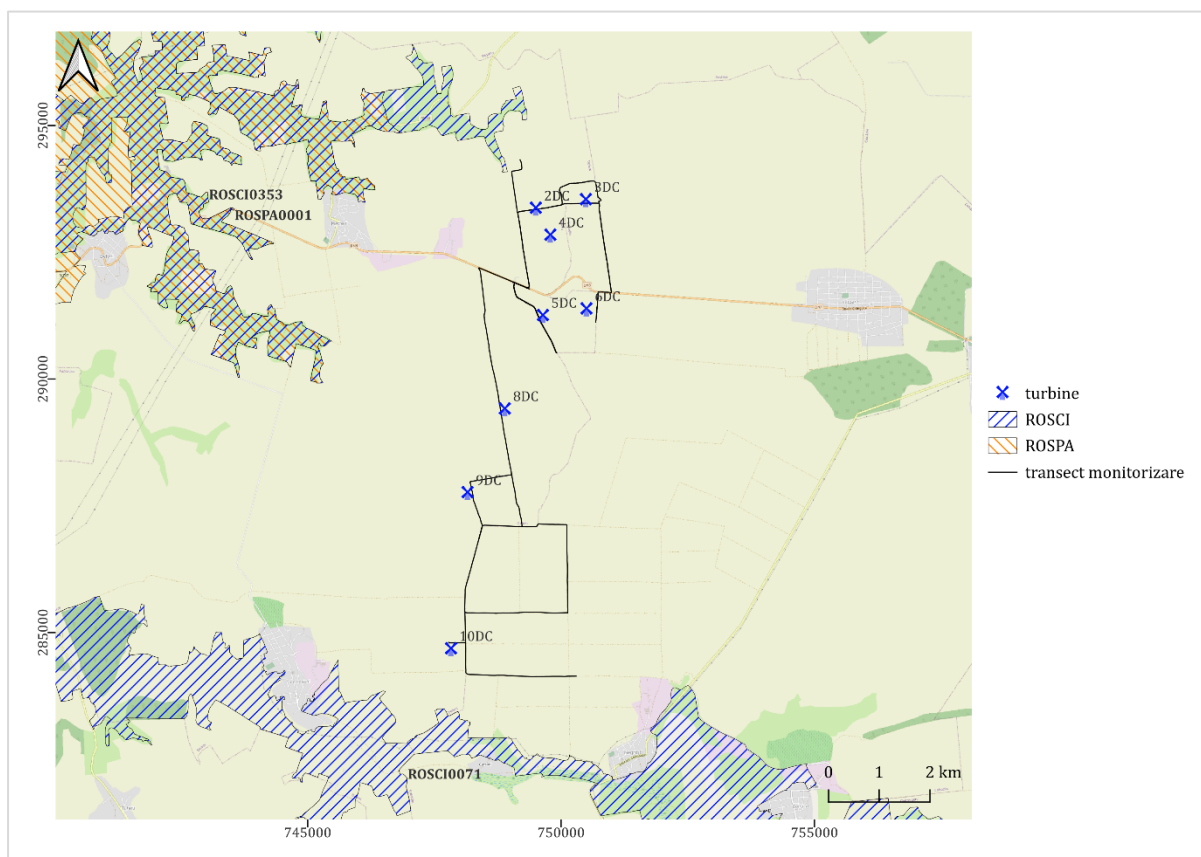 295000
290000
285000
ROSCI0353
ROSPA0001
2DC
3DC
4DC
5DC
6DC
8DC
9DC
10DC
ROSCI0071
0 1 2 km
745000 750000 755000
turbine
ROSCI
ROSPA
transect monitorizare